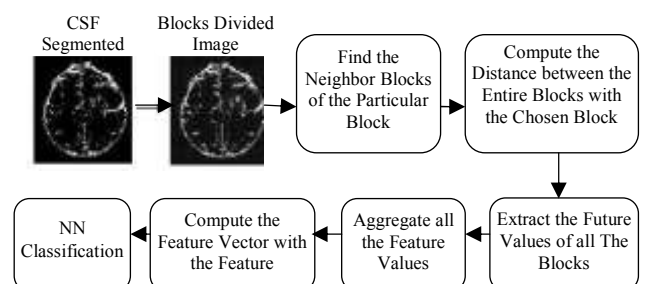 CSF
Segmented
Blocks Divided
Image
Find the
Neighbor Blocks
of the Particular
Block
Compute the
Distance between the
Entire Blocks with
the Chosen Block
Extract the Future
Values of all The
Blocks
Aggregate all
the Feature
Values
Compute the
Feature Vector with
the Feature
NN
Classification